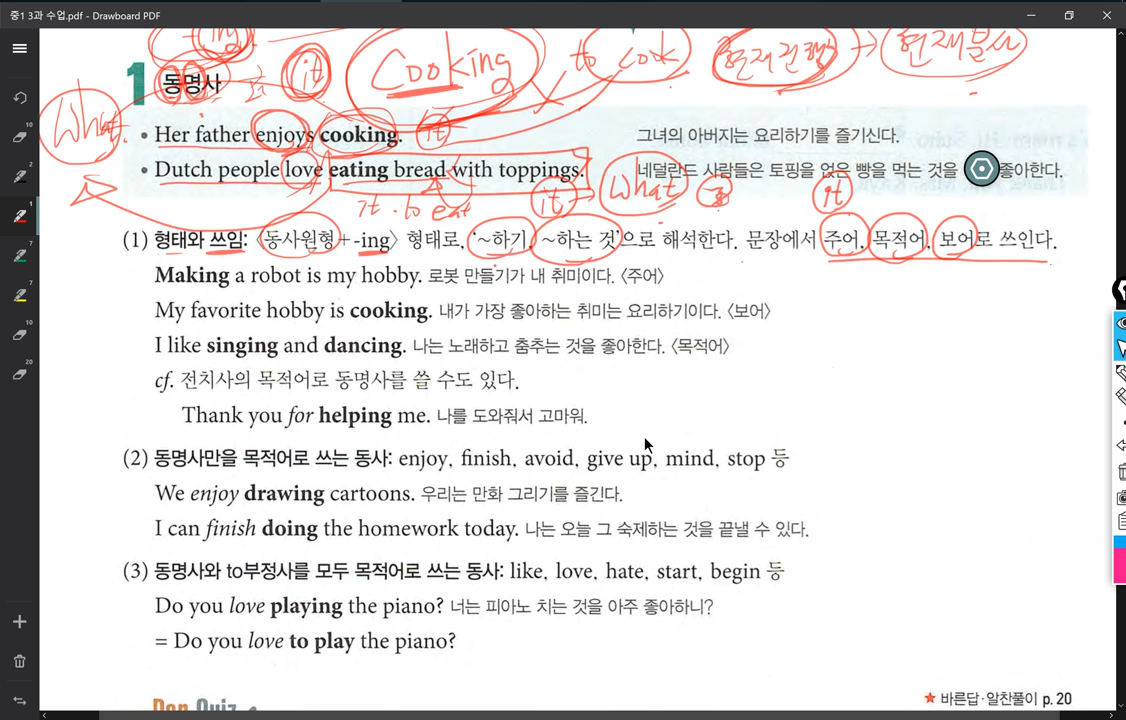 중1 3과 수업.pdf - Drawboard PDF
ing
Cooking to cook 현재진행 → 현재분사
it
1 동명사
What
• Her father enjoys cooking. it 그녀의 아버지는 요리하기를 즐기신다.
• Dutch people love eating bread with toppings. 네덜란드 사람들은 토핑을 얹은 빵을 먹는 것을 좋아한다.
it · to eat it What it
(1) 형태와 쓰임: 〈동사원형+-ing〉 형태로, ‘~하기, ~하는 것’으로 해석한다. 문장에서 주어, 목적어, 보어로 쓰인다.
Making a robot is my hobby. 로봇 만들기가 내 취미이다. 〈주어〉
My favorite hobby is cooking. 내가 가장 좋아하는 취미는 요리하기이다. 〈보어〉
I like singing and dancing. 나는 노래하고 춤추는 것을 좋아한다. 〈목적어〉
cf. 전치사의 목적어로 동명사를 쓸 수도 있다.
Thank you for helping me. 나를 도와줘서 고마워.
(2) 동명사만을 목적어로 쓰는 동사: enjoy, finish, avoid, give up, mind, stop 등
We enjoy drawing cartoons. 우리는 만화 그리기를 즐긴다.
I can finish doing the homework today. 나는 오늘 그 숙제하는 것을 끝낼 수 있다.
(3) 동명사와 to부정사를 모두 목적어로 쓰는 동사: like, love, hate, start, begin 등
Do you love playing the piano? 너는 피아노 치는 것을 아주 좋아하니?
= Do you love to play the piano?
★ 바른답·알찬풀이 p. 20